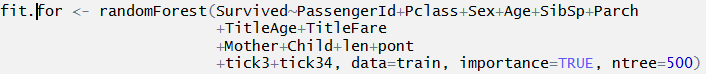 fit.for <- randomForest(Survived~PassengerId+Pclass+Sex+Age+SibSp+Parch
+TitleAge+TitleFare
+Mother+Child+len+pont
+tick3+tick34, data=train, importance=TRUE, ntree=500)